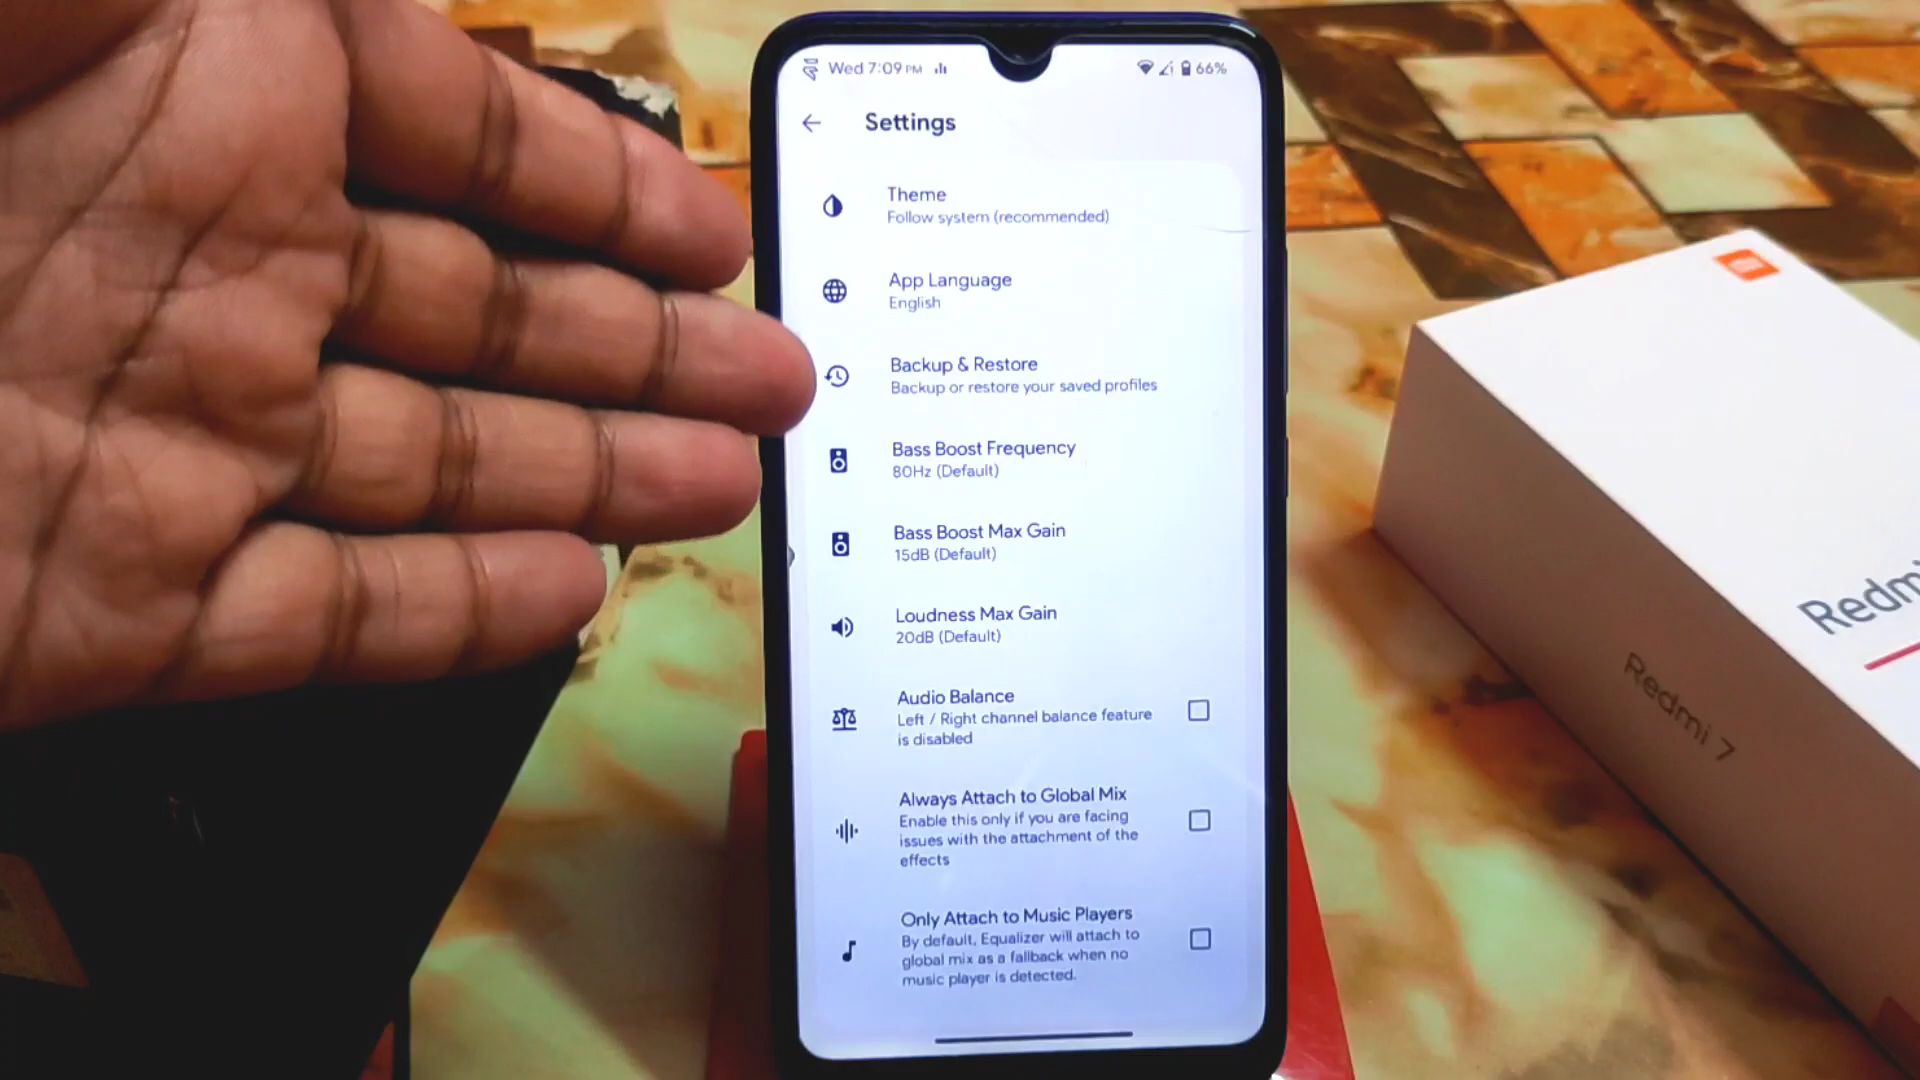 Wed 7:09 PM
66%
Settings
Theme
Follow system (recommended)
App Language
English
Backup & Restore
Backup or restore your saved profiles
Bass Boost Frequency
80Hz (Default)
Bass Boost Max Gain
15dB (Default)
Loudness Max Gain
20dB (Default)
Audio Balance
Left / Right channel balance feature
is disabled
Always Attach to Global Mix
Enable this only if you are facing
issues with the attachment of the
effects
Only Attach to Music Players
By default, Equalizer will attach to
global mix as a fallback when no
music player is detected.
Redmi
Redmi 7